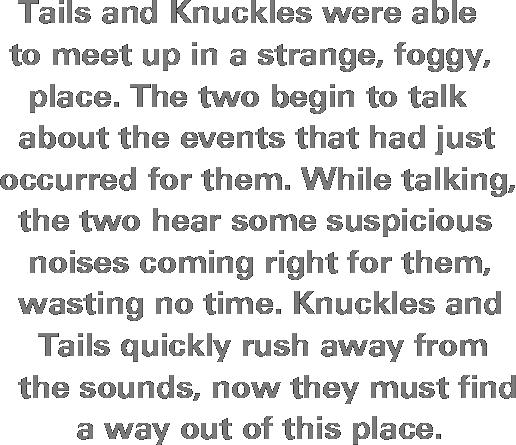 Tails and Knuckles were able
to meet up in a strange, foggy,
place. The two begin to talk
about the events that had just
occurred for them. While talking,
the two hear some suspicious
noises coming right for them,
wasting no time. Knuckles and
Tails quickly rush away from
the sounds, now they must find
a way out of this place.